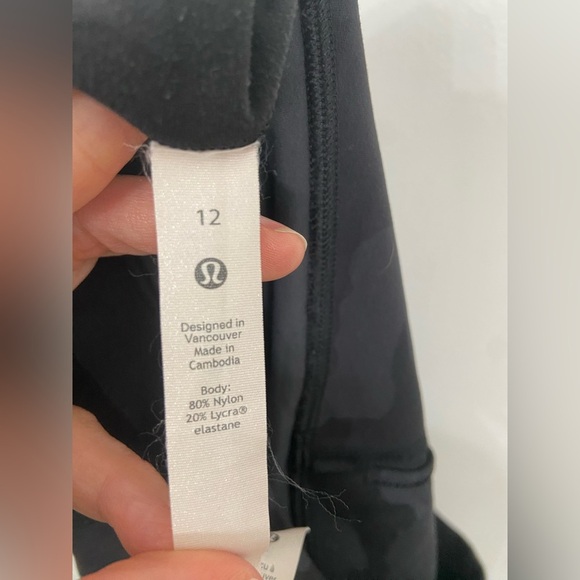 12
Designed in
Vancouver
Made in
Cambodia
Body:
80% Nylon
20% Lycra®
elastane